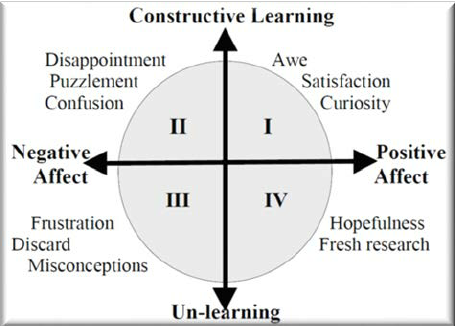 Constructive Learning
Disappointment
Puzzlement
Confusion
Awe
Satisfaction
Curiosity
II
I
Negative
Affect
Positive
Affect
III
IV
Frustration
Discard
Misconceptions
Hopefulness
Fresh research
Un-learning